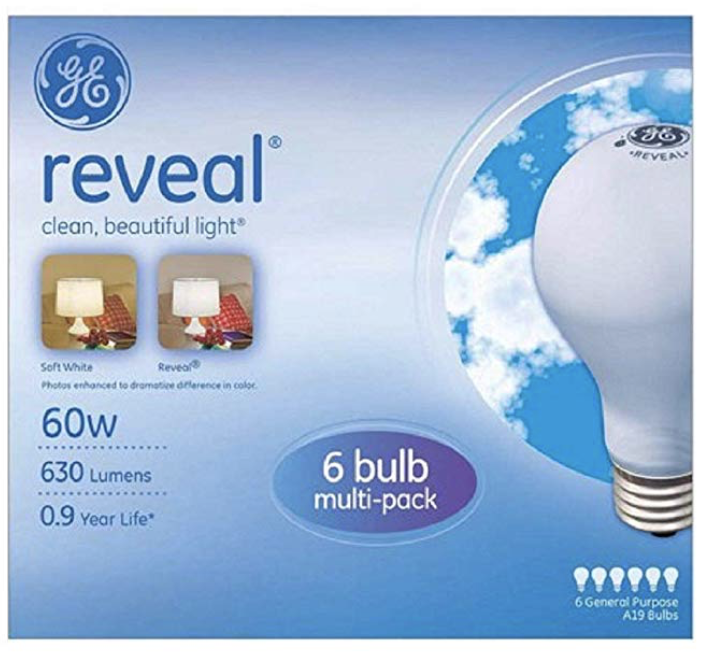 GE
reveal®
clean, beautiful light®
Soft White
Reveal®
Photos enhanced to dramatize difference in color.
60w
630 Lumens
0.9 Year Life*
6 bulb
multi-pack
GE
•REVEAL•
6 General Purpose
A19 Bulbs